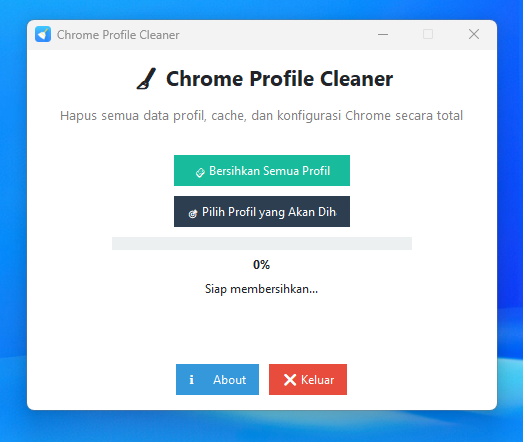 Chrome Profile Cleaner
Chrome Profile Cleaner
Hapus semua data profil, cache, dan konfigurasi Chrome secara total
Bersihkan Semua Profil
Pilih Profil yang Akan Dih
0%
Siap membersihkan...
About
Keluar